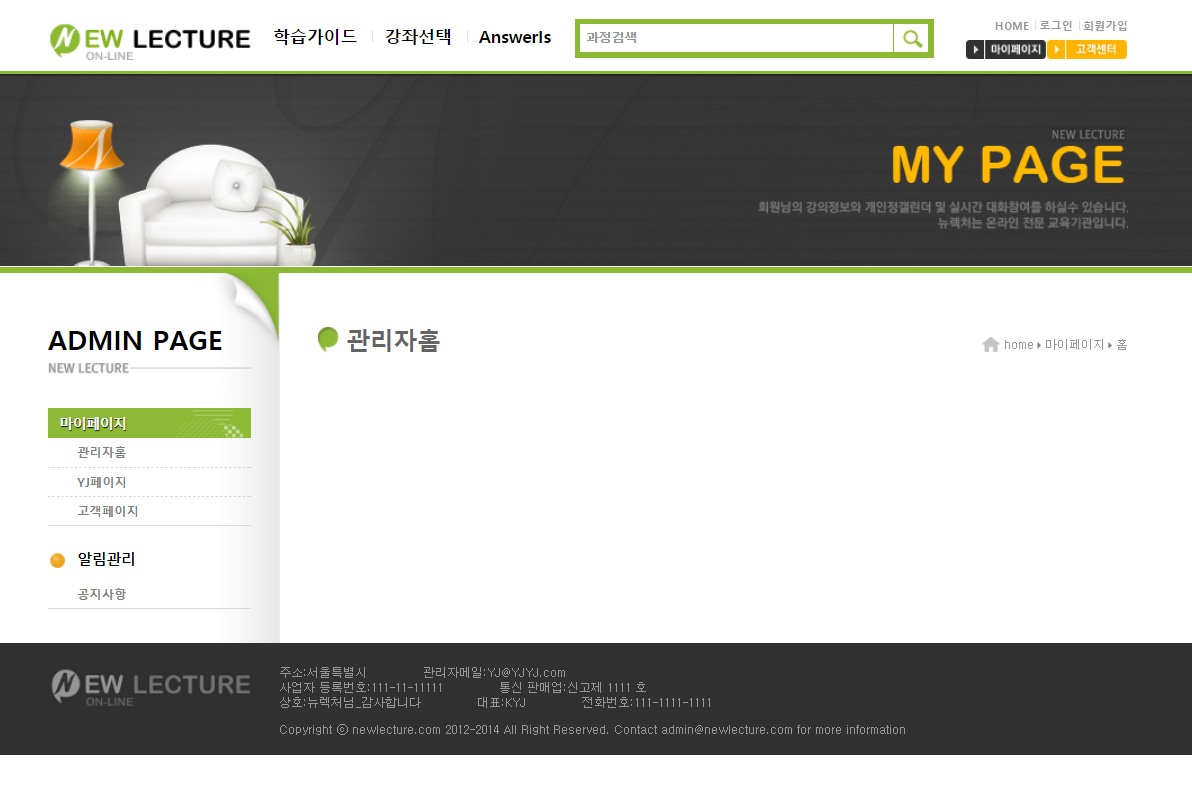 NEW LECTURE
ON-LINE
학습가이드 강좌선택 AnswerIs
과정검색
HOME 로그인 회원가입
마이페이지 고객센터
NEW LECTURE
MY PAGE
회원님의 강의정보와 개인정갤린더 및 실시간 대화참여를 하실수 있습니다.
뉴렉처는 온라인 전문 교육기관입니다.
ADMIN PAGE
NEW LECTURE
마이페이지
관리자홈
YJ페이지
고객페이지
알림관리
공지사항
관리자홈
home 마이페이지 홈
NEW LECTURE
ON-LINE
주소:서울특별시 관리자메일:YJ@YJYJ.com
사업자 등록번호:111-11-11111 통신 판매업:신고제 1111 호
상호:뉴렉처님_감사합니다 대표:KYJ 전화번호:111-1111-1111
Copyright ⓒ newlecture.com 2012-2014 All Right Reserved. Contact admin@newlecture.com for more information